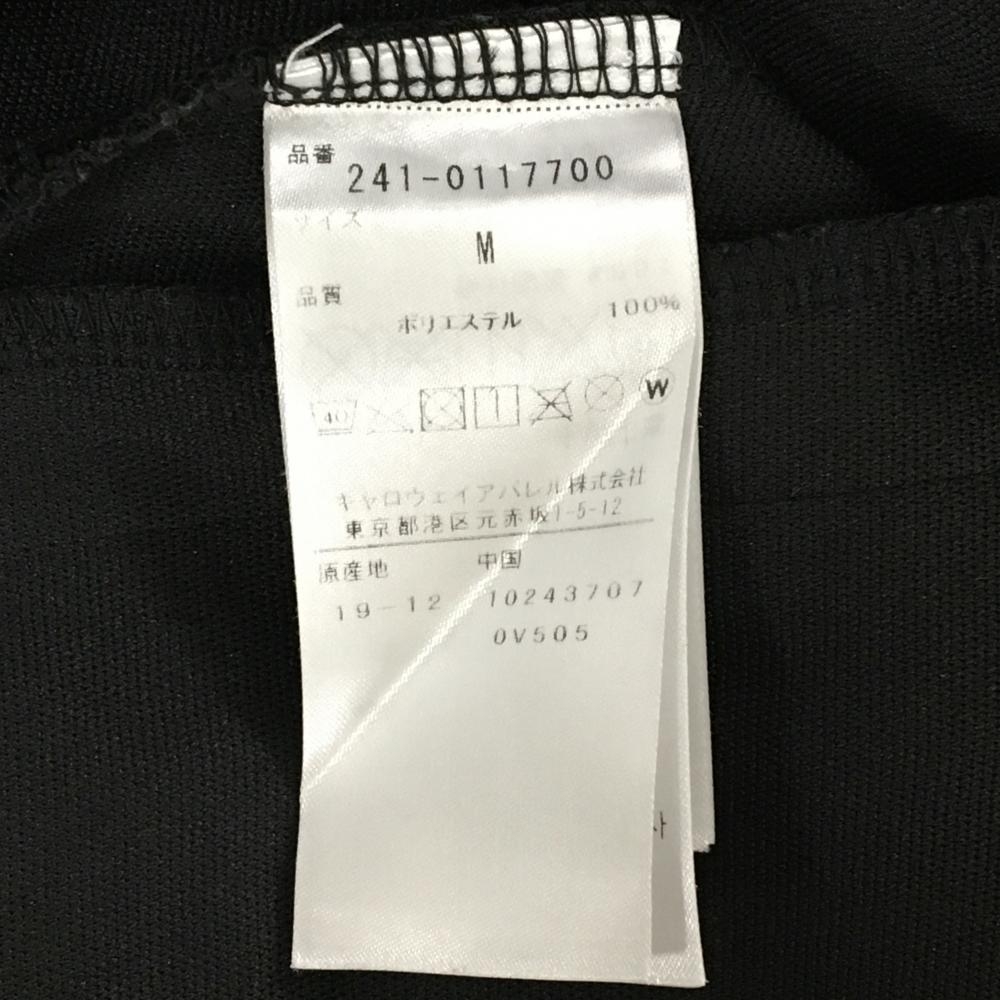 品番
241-0117700
サイズ
M
品質
ポリエステル 100%
40 W
キャロウェイアパレル株式会社
東京都港区元赤坂1-5-12
原産地 中国
19-12 10243707
0V505